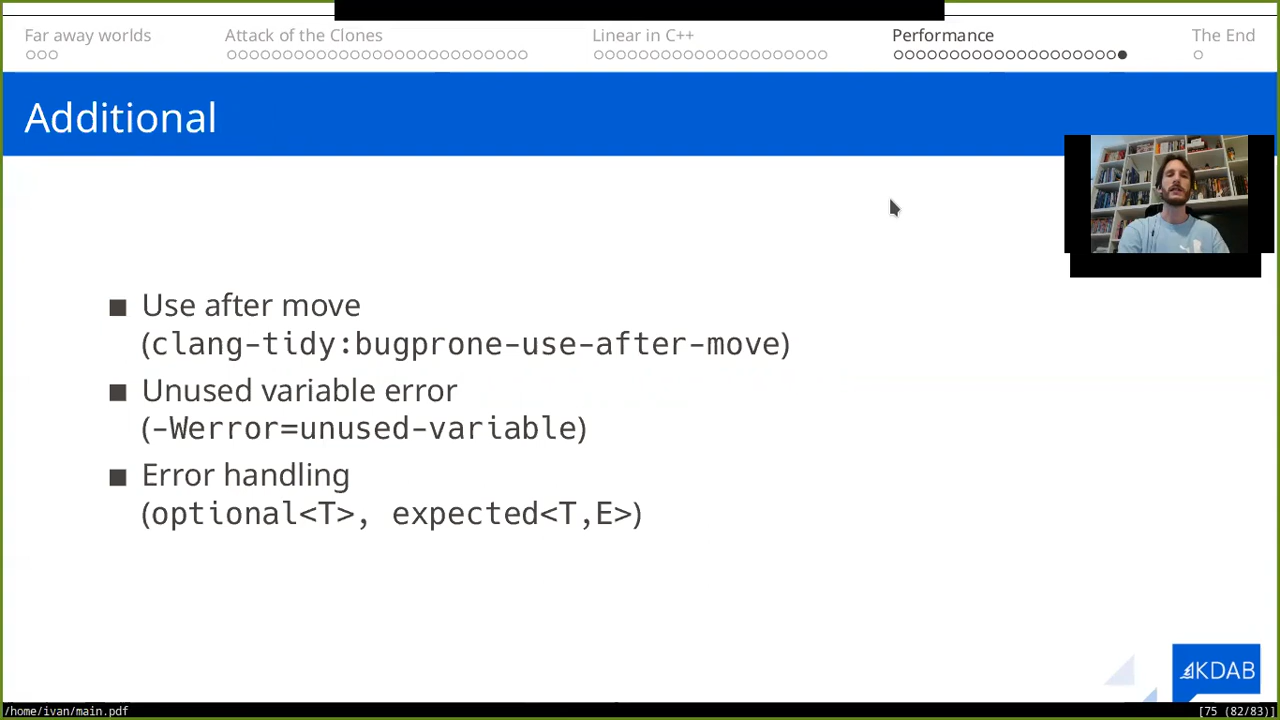 Far away worlds
Attack of the Clones
Linear in C++
Performance
The End
Additional
Use after move
(clang-tidy:bugprone-use-after-move)
Unused variable error
(-Werror=unused-variable)
Error handling
(optional<T>, expected<T,E>)
KDAB
/home/ivan/main.pdf
[75 (82/83)]